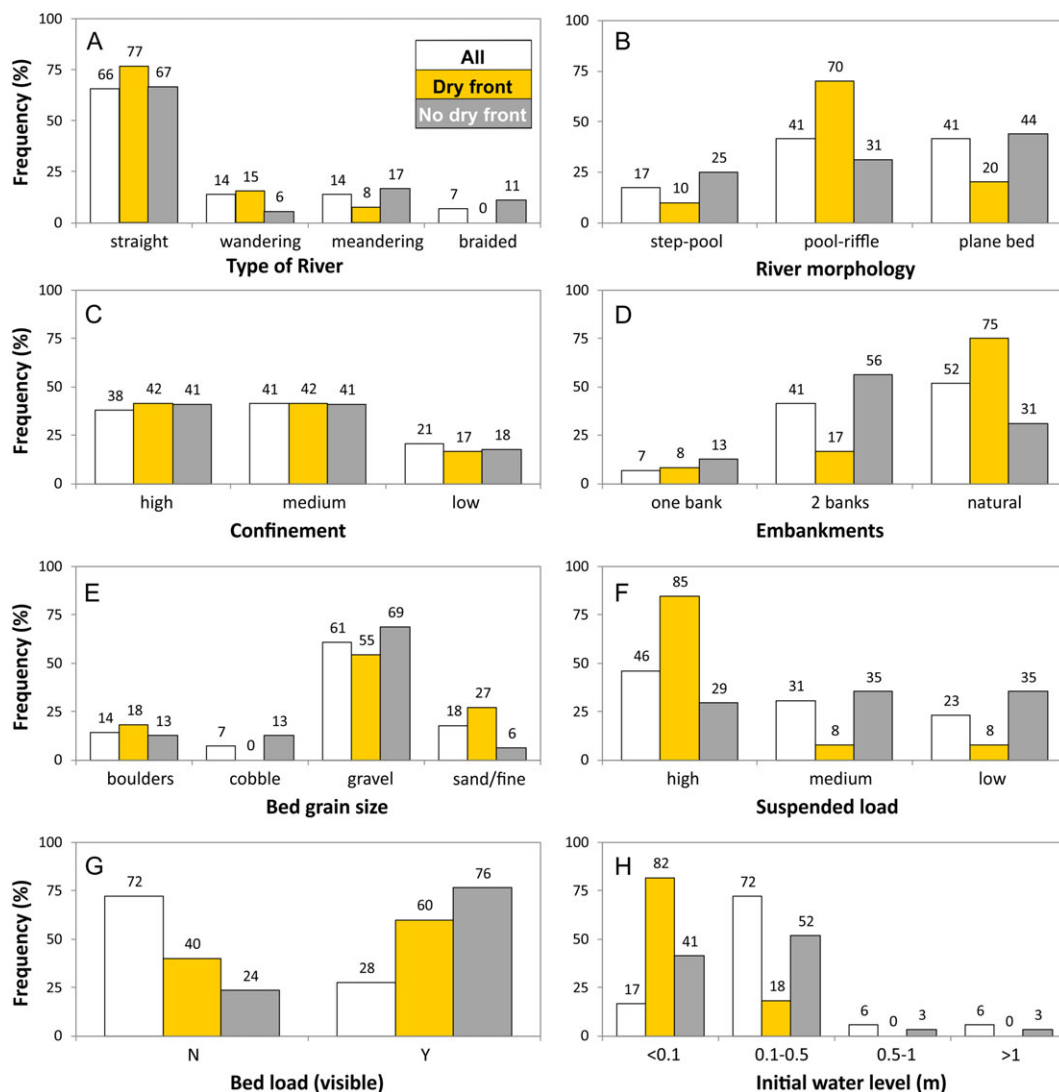 A
B
All
Dry front
No dry front
Frequency (%)
100
75
50
25
0
66 77 67
14 15 6
14 8 17
7 0 11
straight wandering meandering braided
Type of River
100
75
50
25
0
17 10 25
41 70 31
41 20 44
step-pool pool-riffle plane bed
River morphology
C
Frequency (%)
100
75
50
25
0
38 42 41
41 42 41
21 17 18
high medium low
Confinement
D
100
75
50
25
0
7 8 13
41 17 56
52 75 31
one bank 2 banks natural
Embankments
E
Frequency (%)
100
75
50
25
0
14 18 13
7 0 13
61 55 69
18 27 6
boulders cobble gravel sand/fine
Bed grain size
F
100
75
50
25
0
46 85 29
31 8 35
23 8 35
high medium low
Suspended load
G
Frequency (%)
100
75
50
25
0
72 40 24
28 60 76
N Y
Bed load (visible)
H
100
75
50
25
0
17 82 41
72 18 52
6 0 3
6 0 3
<0.1 0.1-0.5 0.5-1 >1
Initial water level (m)